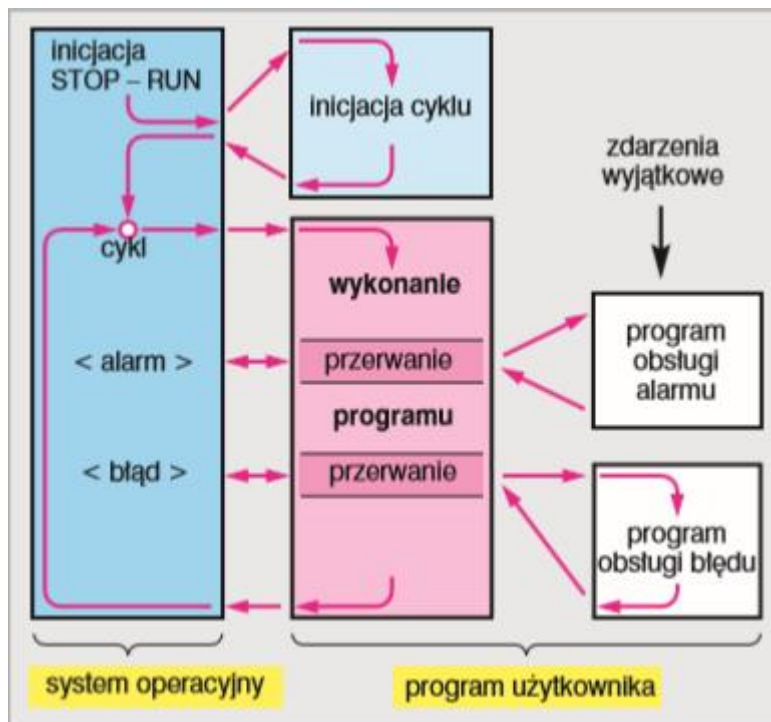 inicjacja
STOP – RUN
inicjacja cyklu
zdarzenia
wyjątkowe
cykl
wykonanie
< alarm >
przerwanie
program
obsługi
alarmu
programu
< błąd >
przerwanie
program
obsługi błędu
system operacyjny
program użytkownika